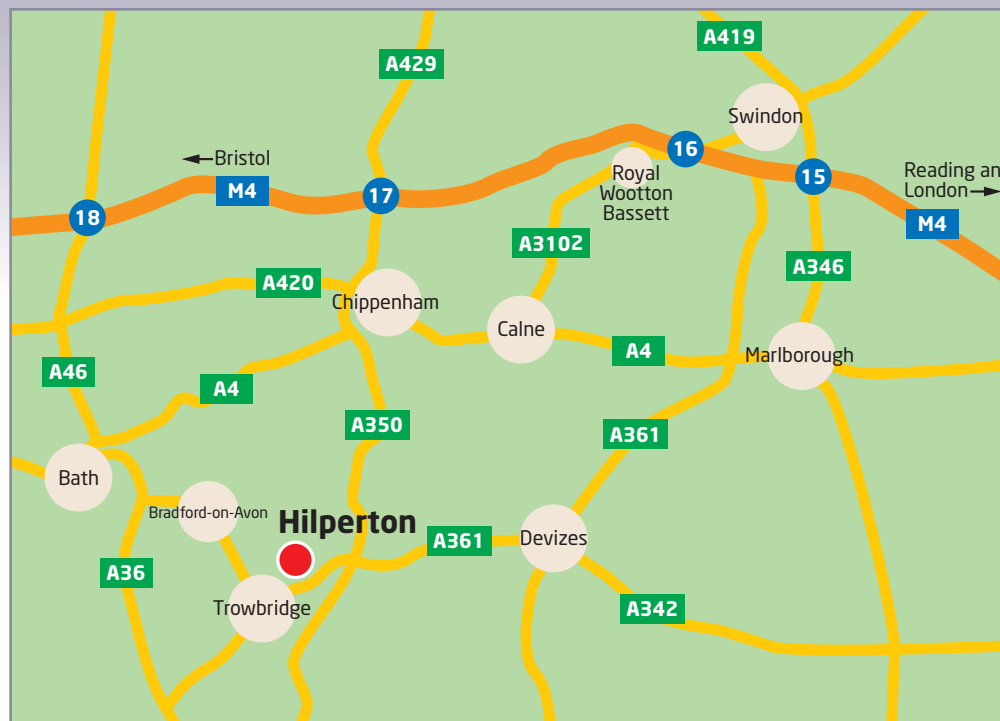 A419
A429
Swindon
16
Bristol
Royal
Wootton
Bassett
15
Reading an
London
M4
17
18
M4
A3102
A346
A420
Chippenham
Calne
A4
Marlborough
A46
A4
A350
A361
Bath
Bradford-on-Avon
Hilperton
A361
Devizes
A36
Trowbridge
A342